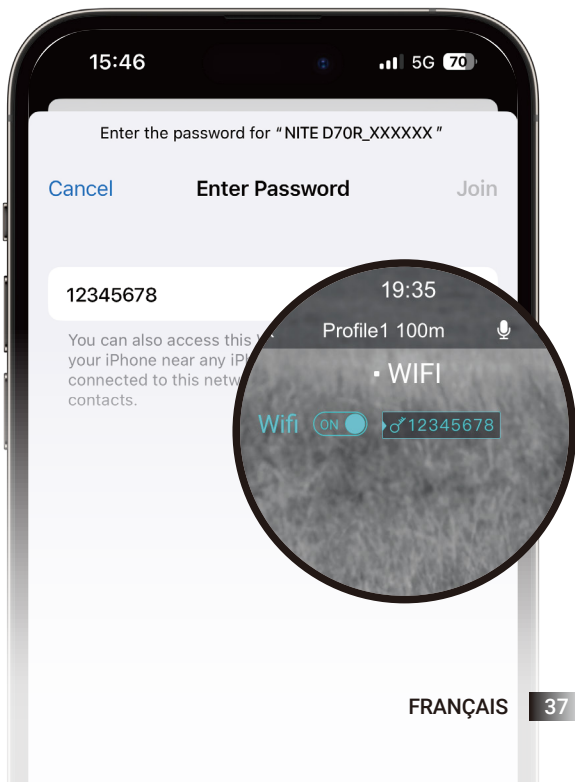 15:46
5G 70
Enter the password for “NITE D70R_XXXXXX”
Cancel Enter Password Join
12345678
You can also access this
your iPhone near any
connected to this
contacts.
19:35
Profile1 100m
WIFI
Wifi ON 12345678
FRANÇAIS 37